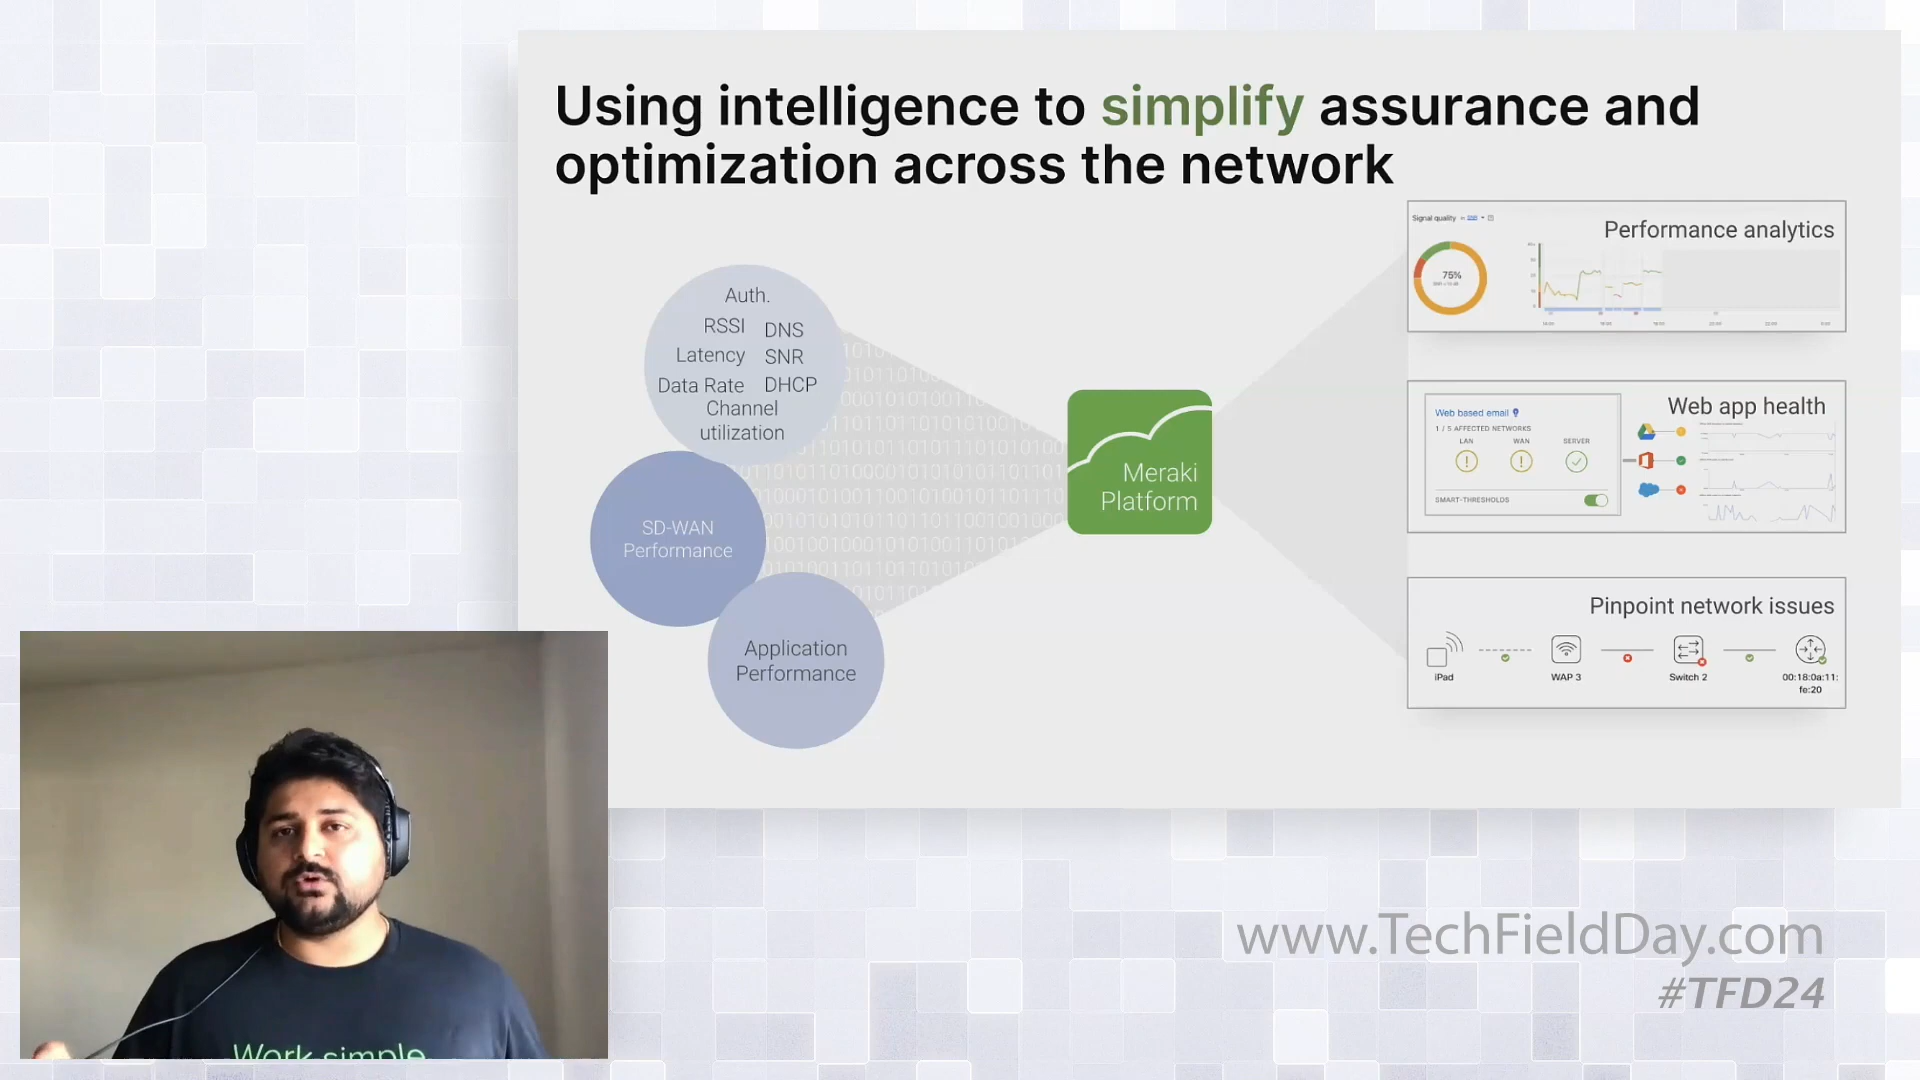 Using intelligence to simplify assurance and
optimization across the network
Auth.
RSSI DNS
Latency SNR
Data Rate DHCP
Channel
utilization
SD-WAN
Performance
Application
Performance
Meraki
Platform
Signal quality
Performance analytics
75%
Web app health
Web based email
1 / 5 AFFECTED NETWORKS
LAN WAN SERVER
SMART-THRESHOLDS
Pinpoint network issues
iPad WAP 3 Switch 2 00:18:0a:11:
fe:20
Work simple
www.TechFieldDay.com
#TFD24